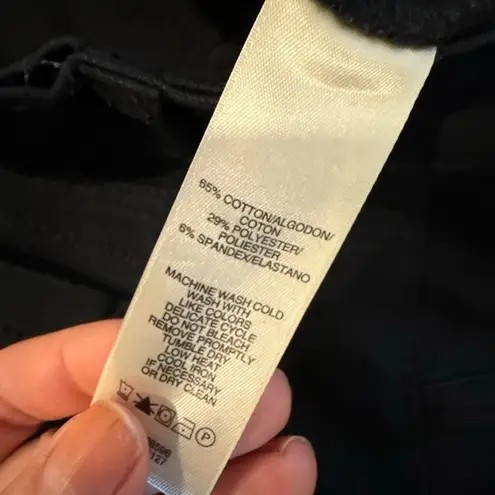 65% COTTON/ALGODON/
COTON
29% POLYESTER/
POLIESTER
6% SPANDEX/ELASTANO
MACHINE WASH COLD
WASH WITH
LIKE COLORS
DELICATE CYCLE
DO NOT BLEACH
REMOVE PROMPTLY
TUMBLE DRY
LOW HEAT
COOL IRON
IF NECESSARY
OR DRY CLEAN
P
127